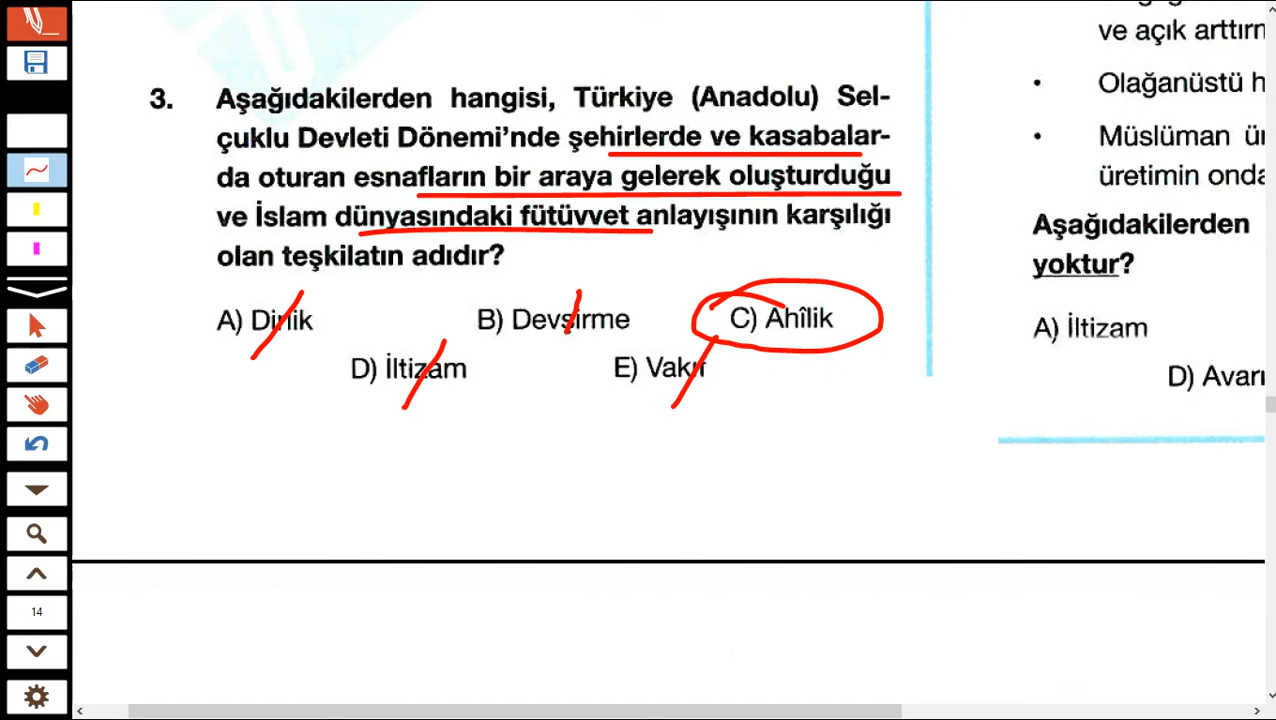 3. Aşağıdakilerden hangisi, Türkiye (Anadolu) Sel-
çuklu Devleti Dönemi’nde şehirlerde ve kasabalar-
da oturan esnafların bir araya gelerek oluşturduğu
ve İslam dünyasındaki fütüvvet anlayışının karşılığı
olan teşkilatın adıdır?
A) Dirlik B) Devşirme C) Ahîlik
D) İltizam E) Vakıf
ve açık arttırn
• Olağanüstü h
• Müslüman ür
üretimin onda
Aşağıdakilerden
yoktur?
A) İltizam
D) Avarı
14